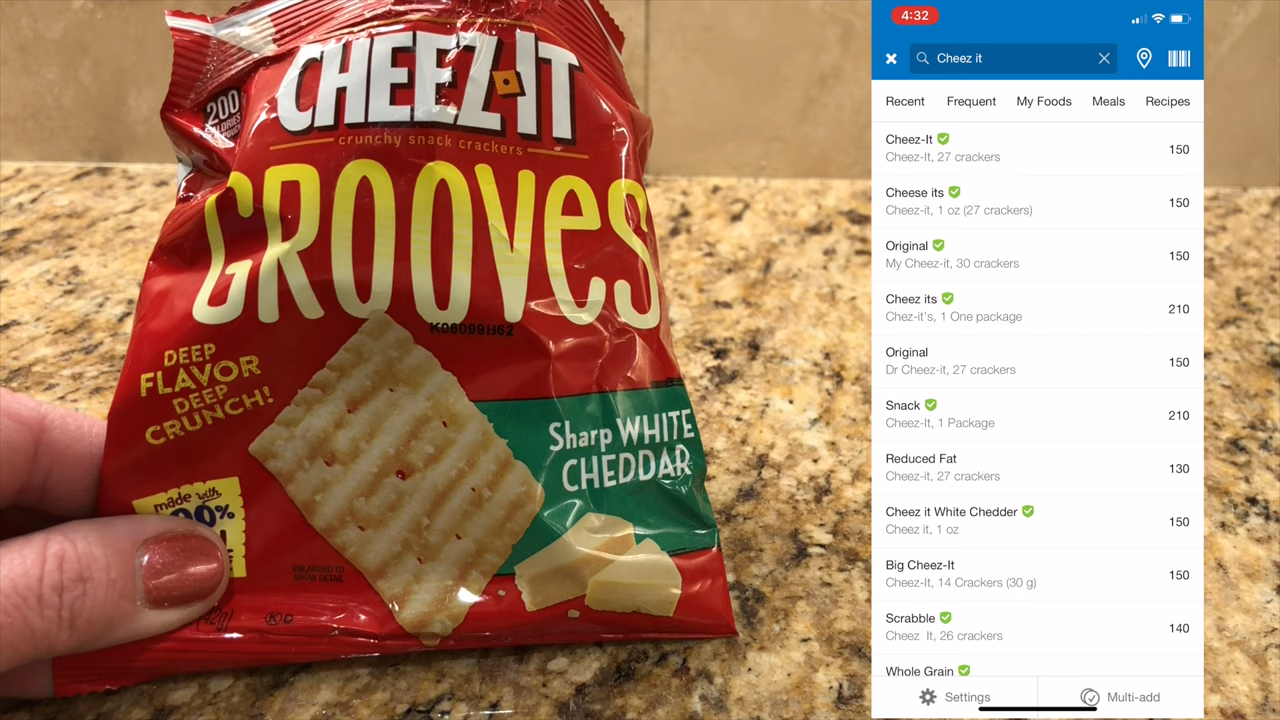 200
CALORIES
CHEEZ-IT
crunchy snack crackers
GROOVES
K06099H62
DEEP
FLAVOR
DEEP
CRUNCH!
Sharp WHITE
CHEDDAR
made with
ENLARGED TO
SHOW DETAIL
(42g)
4:32
Cheez it
Recent Frequent My Foods Meals Recipes
Cheez-It
Cheez-It, 27 crackers
150
Cheese its
Cheez-it, 1 oz (27 crackers)
150
Original
My Cheez-it, 30 crackers
150
Cheez its
Chez-it's, 1 One package
210
Original
Dr Cheez-it, 27 crackers
150
Snack
Cheez-It, 1 Package
210
Reduced Fat
Cheez-it, 27 crackers
130
Cheez it White Chedder
Cheez it, 1 oz
150
Big Cheez-It
Cheez-It, 14 Crackers (30 g)
150
Scrabble
Cheez It, 26 crackers
140
Whole Grain
Settings Multi-add